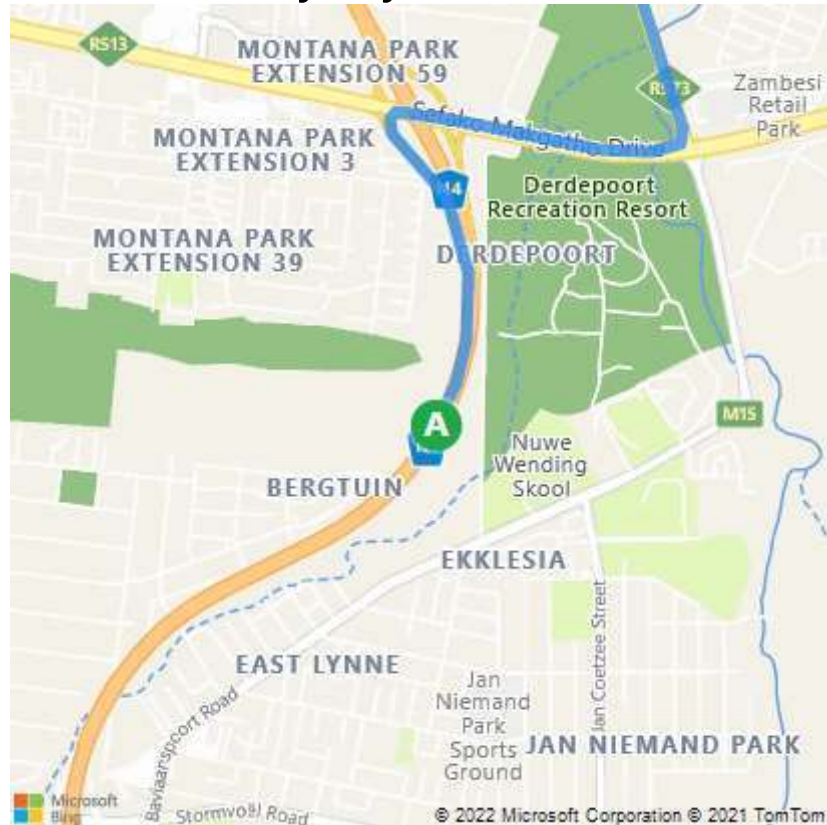 R513
MONTANA PARK
EXTENSION 59
R573
Zambesi
Retail
Park
Sefako Makgatho Drive
MONTANA PARK
EXTENSION 3
N4
Derdepoort
Recreation Resort
MONTANA PARK
EXTENSION 39
DERDEPOORT
A
M15
Nuwe
Wending
Skool
BERGTUIN
EKKLESIA
Jan Coetzee Street
EAST LYNNE
Jan
Niemand
Park
Sports
Ground
JAN NIEMAND PARK
Baviaanspoort Road
Stormvoël Road
Microsoft
Bing
© 2022 Microsoft Corporation © 2021 TomTom